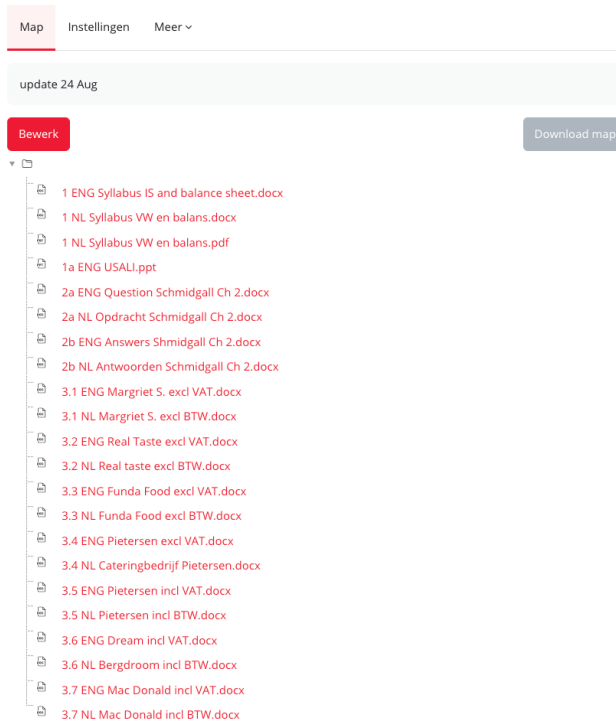 Map Instellingen Meer
update 24 Aug
Bewerk Download map
1 ENG Syllabus IS and balance sheet.docx
1 NL Syllabus VW en balans.docx
1 NL Syllabus VW en balans.pdf
1a ENG USALI.ppt
2a ENG Question Schmidgall Ch 2.docx
2a NL Opdracht Schmidgall Ch 2.docx
2b ENG Answers Shmidgall Ch 2.docx
2b NL Antwoorden Schmidgall Ch 2.docx
3.1 ENG Margriet S. excl VAT.docx
3.1 NL Margriet S. excl BTW.docx
3.2 ENG Real Taste excl VAT.docx
3.2 NL Real taste excl BTW.docx
3.3 ENG Funda Food excl VAT.docx
3.3 NL Funda Food excl BTW.docx
3.4 ENG Pietersen excl VAT.docx
3.4 NL Cateringbedrijf Pietersen.docx
3.5 ENG Pietersen incl VAT.docx
3.5 NL Pietersen incl BTW.docx
3.6 ENG Dream incl VAT.docx
3.6 NL Bergdroom incl BTW.docx
3.7 ENG Mac Donald incl VAT.docx
3.7 NL Mac Donald incl BTW.docx